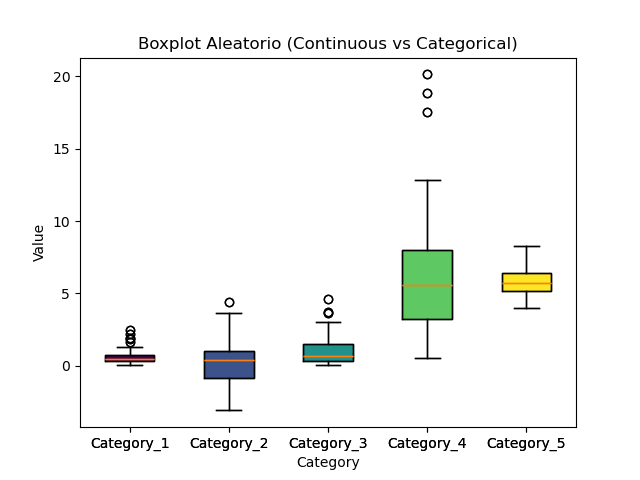 Boxplot Aleatorio (Continuous vs Categorical)
Value
20
15
10
5
0
Category_1 Category_2 Category_3 Category_4 Category_5
Category